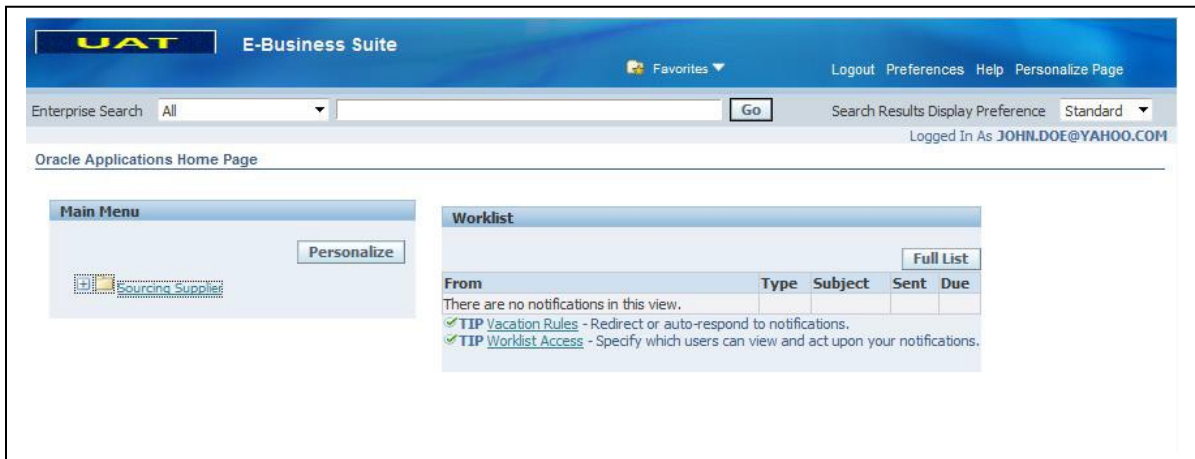 UAT E-Business Suite
Favorites Logout Preferences Help Personalize Page
Enterprise Search All Go Search Results Display Preference Standard
Logged In As JOHN.DOE@YAHOO.COM
Oracle Applications Home Page
Main Menu
Personalize
Sourcing Supplier
Worklist
Full List
From Type Subject Sent Due
There are no notifications in this view.
TIP Vacation Rules - Redirect or auto-respond to notifications.
TIP Worklist Access - Specify which users can view and act upon your notifications.